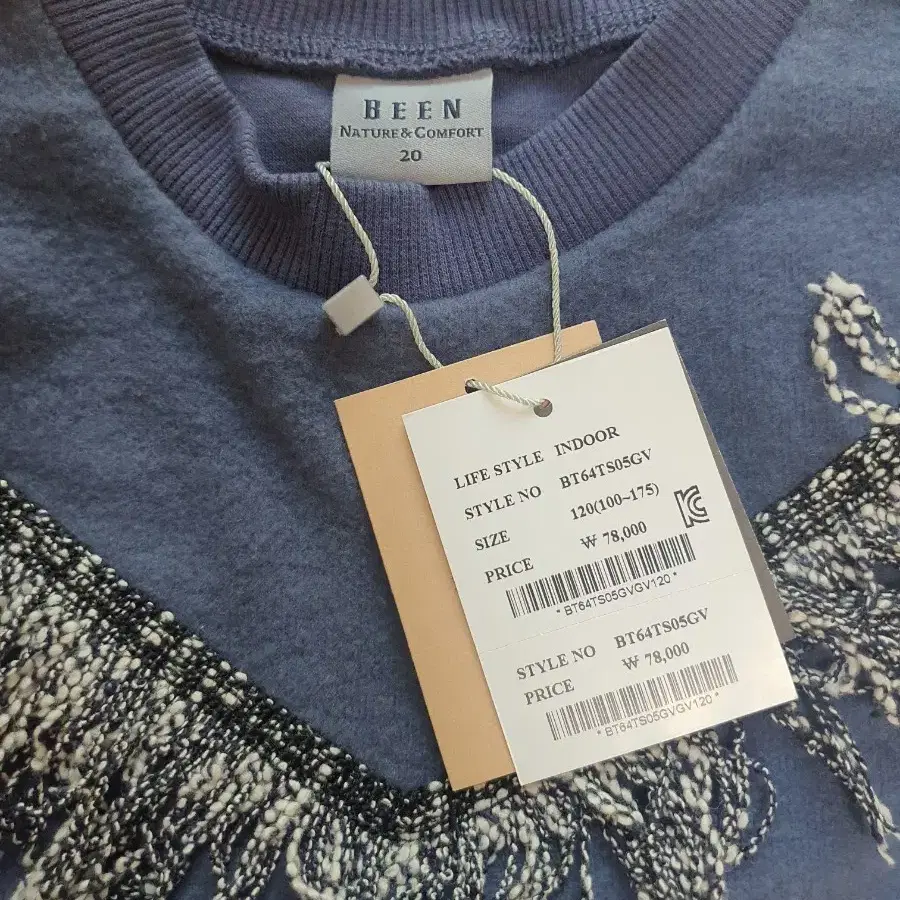 BEEN
NATURE & COMFORT
20
LIFE STYLE INDOOR
STYLE NO BT64TS05GV
SIZE 120(100~175)
PRICE ₩ 78,000
* BT64TS05GVGV120 *
STYLE NO BT64TS05GV
PRICE ₩ 78,000
* BT64TS05GVGV120 *